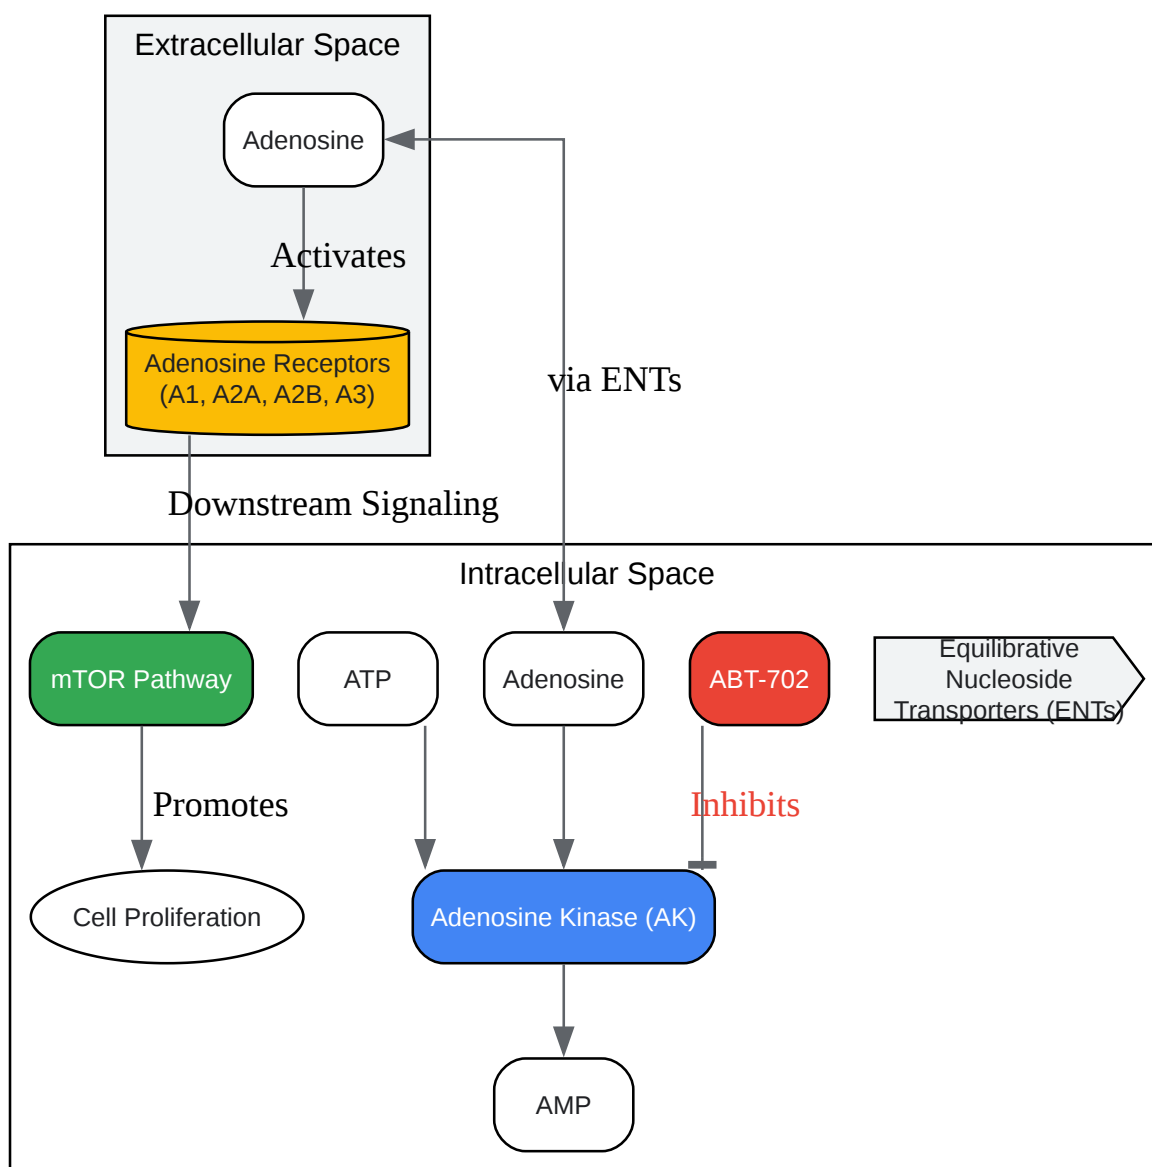 Extracellular Space
Adenosine
Activates
Adenosine Receptors
(A1, A2A, A2B, A3)
via ENTs
Downstream Signaling
Intracellular Space
mTOR Pathway
ATP
Adenosine
ABT-702
Equilibrative
Nucleoside
Transporters (ENTs)
Promotes
Inhibits
Cell Proliferation
Adenosine Kinase (AK)
AMP